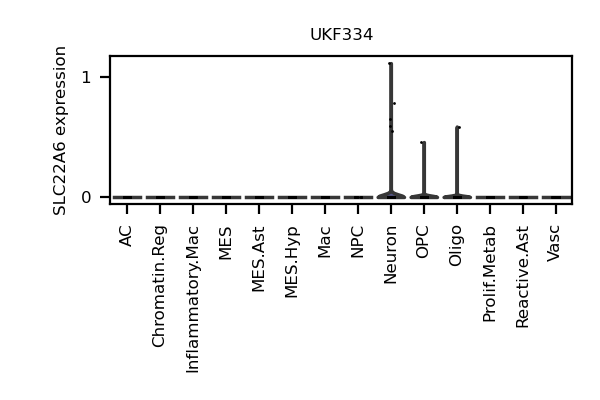 UKF334
SLC22A6 expression
1
0
AC
Chromatin.Reg
Inflammatory.Mac
MES
MES.Ast
MES.Hyp
Mac
NPC
Neuron
OPC
Oligo
Prolif.Metab
Reactive.Ast
Vasc